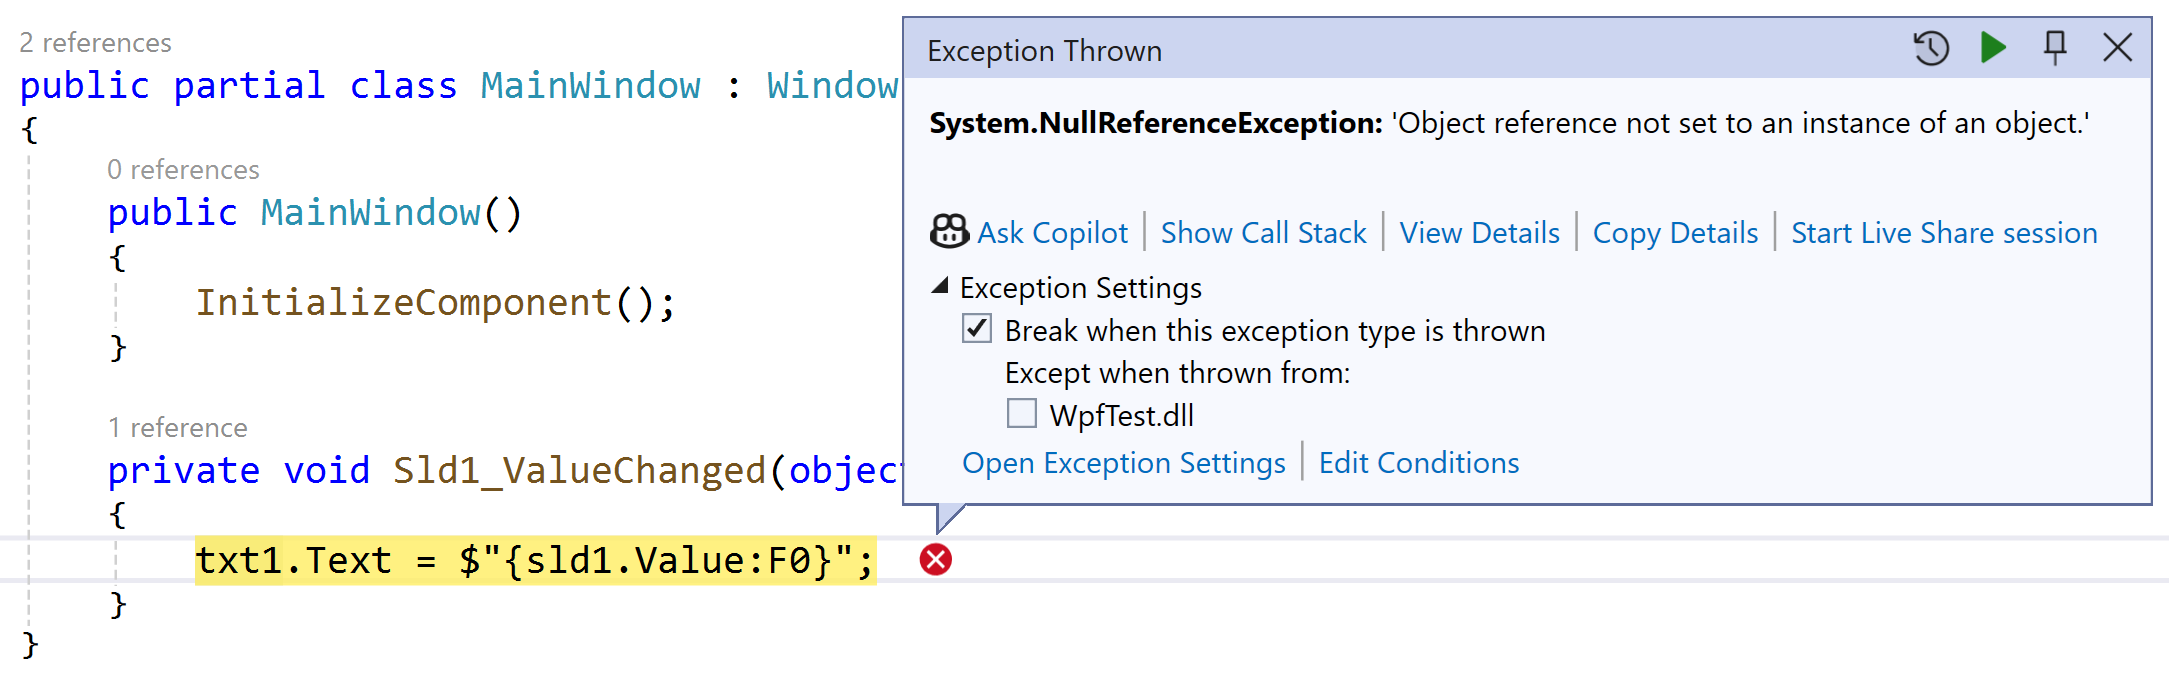 2 references
public partial class MainWindow : Window
{
0 references
public MainWindow()
{
InitializeComponent();
}
1 reference
private void Sld1_ValueChanged(object
{
txt1.Text = $"{sld1.Value:F0}";
}
}
Exception Thrown
System.NullReferenceException: 'Object reference not set to an instance of an object.'
Ask Copilot | Show Call Stack | View Details | Copy Details | Start Live Share session
Exception Settings
Break when this exception type is thrown
Except when thrown from:
WpfTest.dll
Open Exception Settings | Edit Conditions